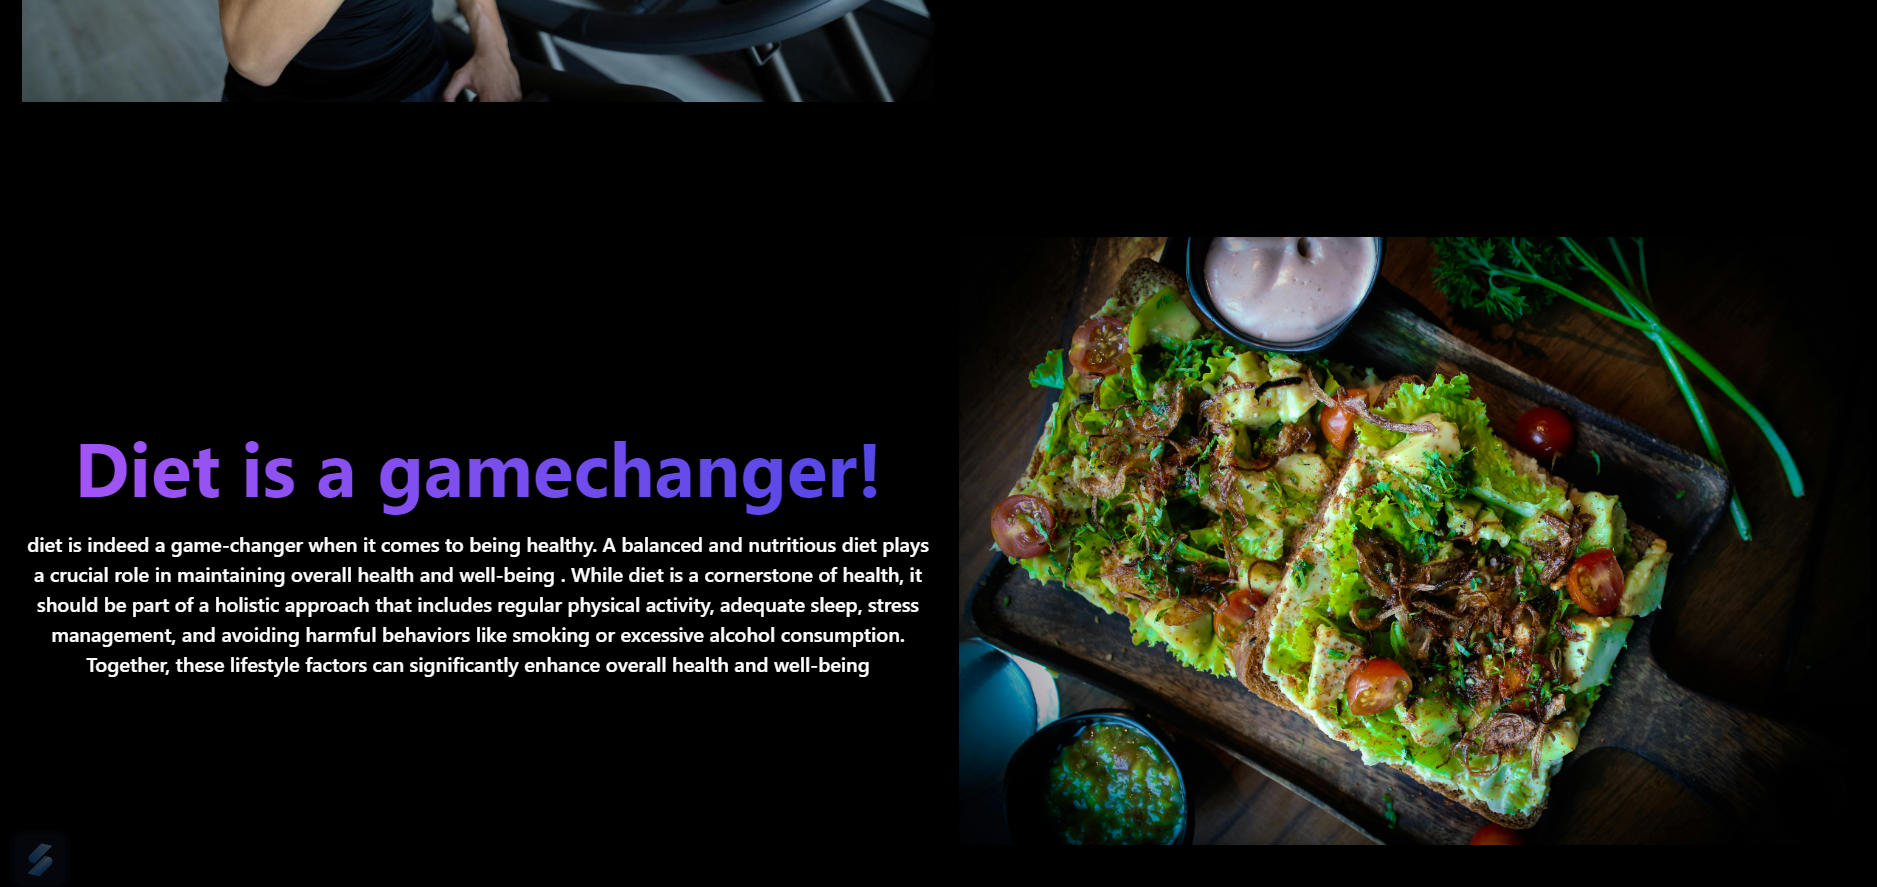 Diet is a gamechanger!
diet is indeed a game-changer when it comes to being healthy. A balanced and nutritious diet plays
a crucial role in maintaining overall health and well-being . While diet is a cornerstone of health, it
should be part of a holistic approach that includes regular physical activity, adequate sleep, stress
management, and avoiding harmful behaviors like smoking or excessive alcohol consumption.
Together, these lifestyle factors can significantly enhance overall health and well-being